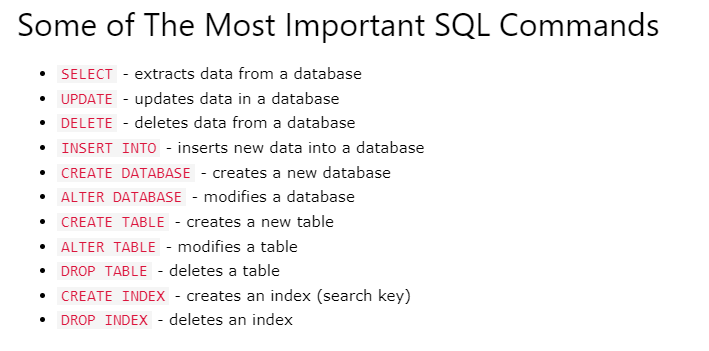 Some of The Most Important SQL Commands
• SELECT - extracts data from a database
• UPDATE - updates data in a database
• DELETE - deletes data from a database
• INSERT INTO - inserts new data into a database
• CREATE DATABASE - creates a new database
• ALTER DATABASE - modifies a database
• CREATE TABLE - creates a new table
• ALTER TABLE - modifies a table
• DROP TABLE - deletes a table
• CREATE INDEX - creates an index (search key)
• DROP INDEX - deletes an index